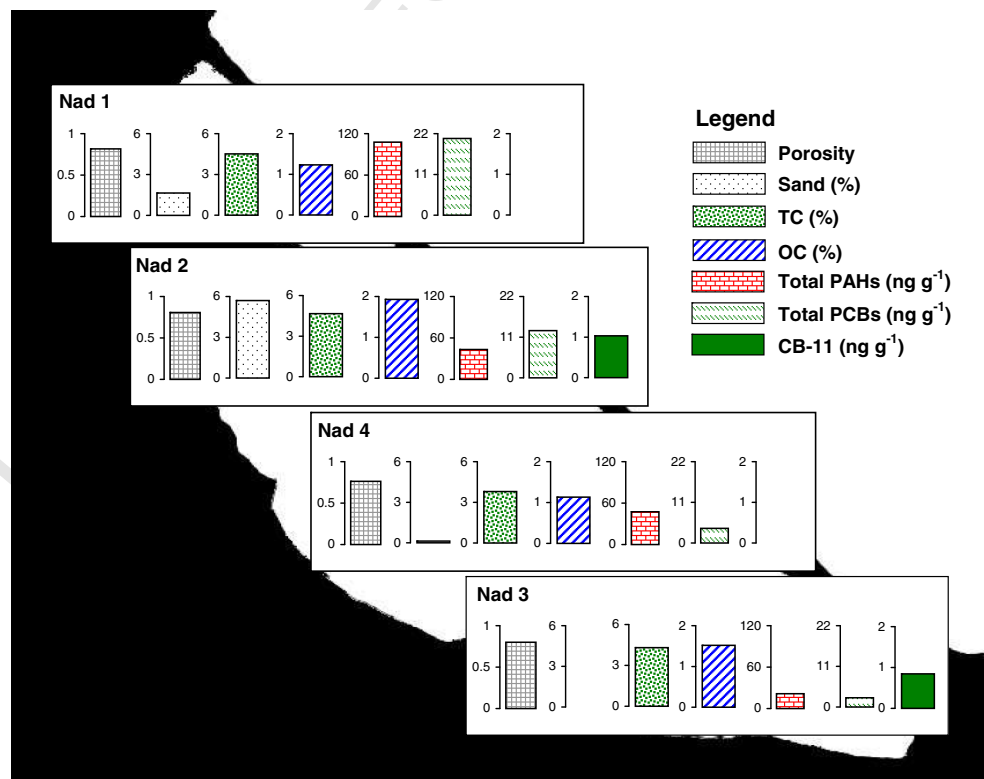 Nad 1
1 6 6 2 120 22 2
0.5 3 3 1 60 11 1
0 0 0 0 0 0 0
Nad 2
1 6 6 2 120 22 2
0.5 3 3 1 60 11 1
0 0 0 0 0 0 0
Nad 4
1 6 6 2 120 22 2
0.5 3 3 1 60 11 1
0 0 0 0 0 0 0
Nad 3
1 6 6 2 120 22 2
0.5 3 3 1 60 11 1
0 0 0 0 0 0 0
Legend
Porosity
Sand (%)
TC (%)
OC (%)
Total PAHs (ng g⁻¹)
Total PCBs (ng g⁻¹)
CB-11 (ng g⁻¹)